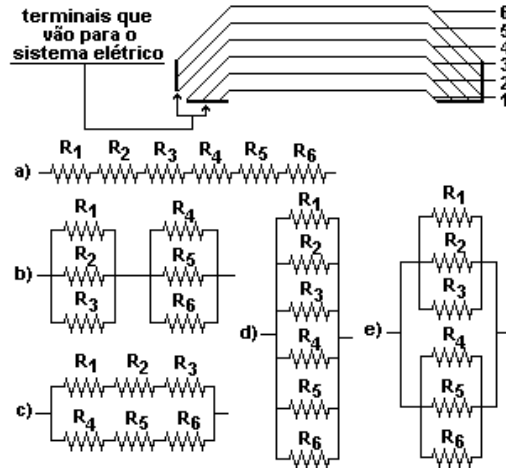 terminais que
vão para o
sistema elétrico
6
5
4
3
2
1
a) R1 R2 R3 R4 R5 R6
b)
R1
R2
R3
R4
R5
R6
c)
R1 R2 R3
R4 R5 R6
d)
R1
R2
R3
R4
R5
R6
e)
R1
R2
R3
R4
R5
R6